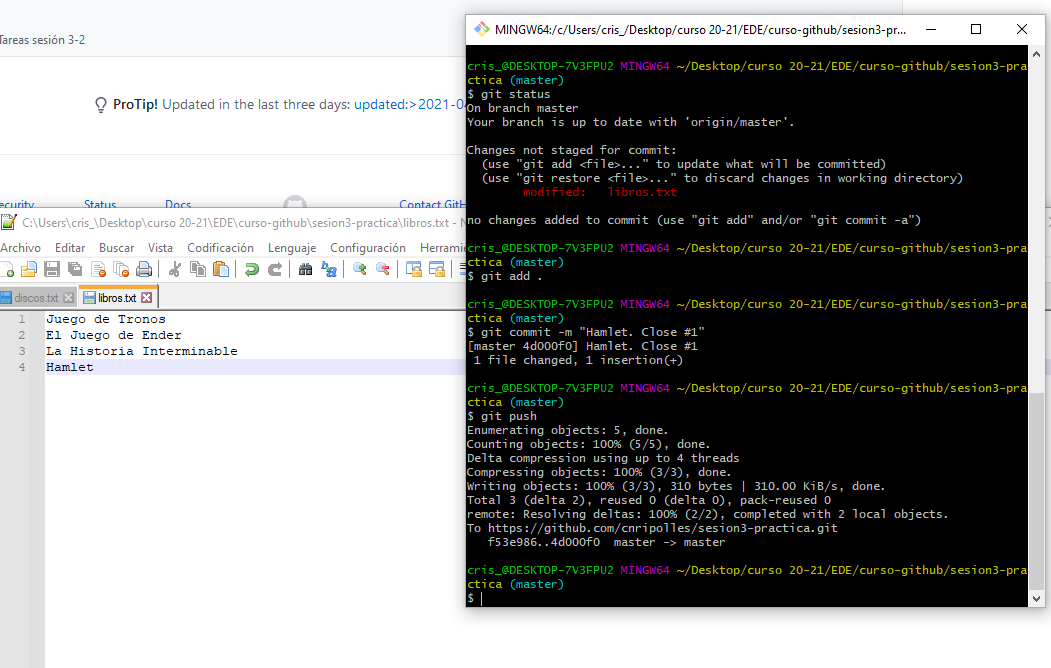 Tareas sesión 3-2
ProTip! Updated in the last three days: updated:>2021-04
Status
Docs
Contact GitH
C:\Users\cris_\Desktop\curso 20-21\EDE\curso-github\sesion3-practica\libros.txt - N
Archivo Editar Buscar Vista Codificación Lenguaje Configuración Herrami
discos.txt libros.txt
1 Juego de Tronos
2 El Juego de Ender
3 La Historia Interminable
4 Hamlet
MINGW64:/c/Users/cris_/Desktop/curso 20-21/EDE/curso-github/sesion3-pr...
cris_@DESKTOP-7V3FPU2 MINGW64 ~/Desktop/curso 20-21/EDE/curso-github/sesion3-pra
ctica (master)
$ git status
On branch master
Your branch is up to date with 'origin/master'.
Changes not staged for commit:
(use "git add <file>..." to update what will be committed)
(use "git restore <file>..." to discard changes in working directory)
modified: libros.txt
no changes added to commit (use "git add" and/or "git commit -a")
cris_@DESKTOP-7V3FPU2 MINGW64 ~/Desktop/curso 20-21/EDE/curso-github/sesion3-pra
ctica (master)
$ git add .
cris_@DESKTOP-7V3FPU2 MINGW64 ~/Desktop/curso 20-21/EDE/curso-github/sesion3-pra
ctica (master)
$ git commit -m "Hamlet. Close #1"
[master 4d000f0] Hamlet. Close #1
1 file changed, 1 insertion(+)
cris_@DESKTOP-7V3FPU2 MINGW64 ~/Desktop/curso 20-21/EDE/curso-github/sesion3-pra
ctica (master)
$ git push
Enumerating objects: 5, done.
Counting objects: 100% (5/5), done.
Delta compression using up to 4 threads
Compressing objects: 100% (3/3), done.
Writing objects: 100% (3/3), 310 bytes | 310.00 KiB/s, done.
Total 3 (delta 2), reused 0 (delta 0), pack-reused 0
remote: Resolving deltas: 100% (2/2), completed with 2 local objects.
To https://github.com/cnripolles/sesion3-practica.git
f53e986..4d000f0 master -> master
cris_@DESKTOP-7V3FPU2 MINGW64 ~/Desktop/curso 20-21/EDE/curso-github/sesion3-pra
ctica (master)
$